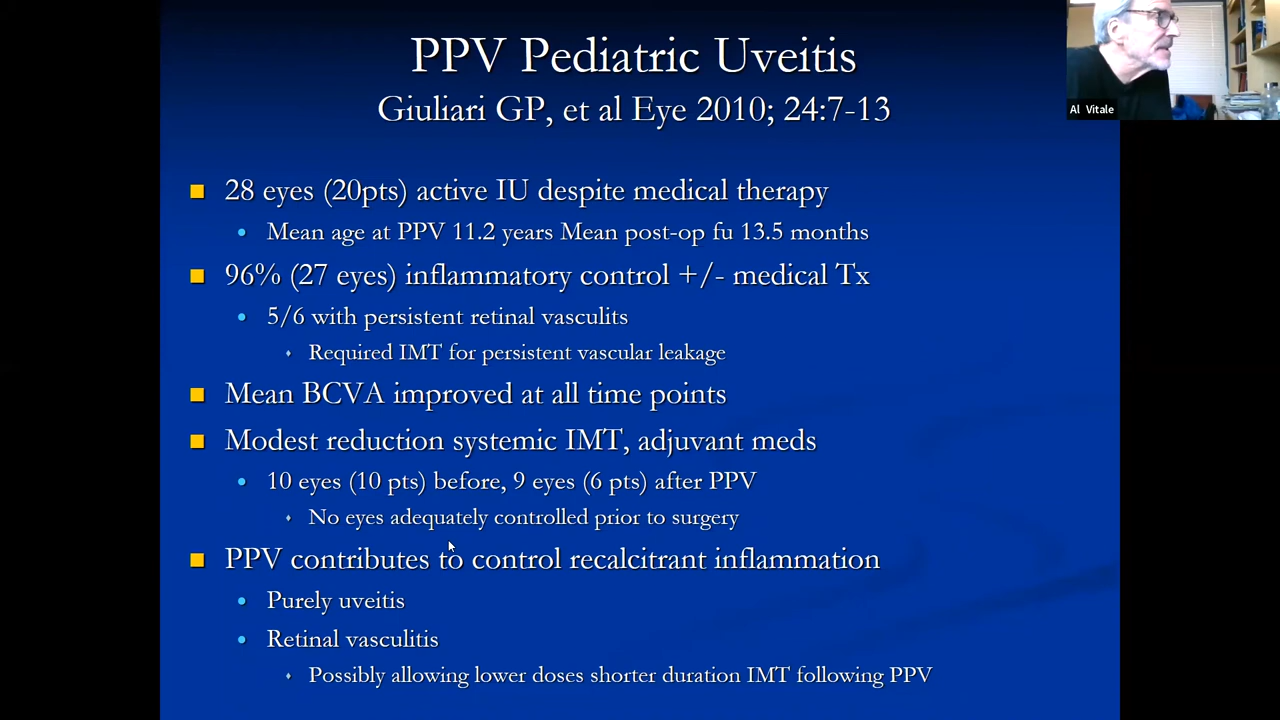 PPV Pediatric Uveitis
Giuliari GP, et al Eye 2010; 24:7-13
Al Vitale
28 eyes (20pts) active IU despite medical therapy
Mean age at PPV 11.2 years Mean post-op fu 13.5 months
96% (27 eyes) inflammatory control +/- medical Tx
5/6 with persistent retinal vasculits
Required IMT for persistent vascular leakage
Mean BCVA improved at all time points
Modest reduction systemic IMT, adjuvant meds
10 eyes (10 pts) before, 9 eyes (6 pts) after PPV
No eyes adequately controlled prior to surgery
PPV contributes to control recalcitrant inflammation
Purely uveitis
Retinal vasculitis
Possibly allowing lower doses shorter duration IMT following PPV